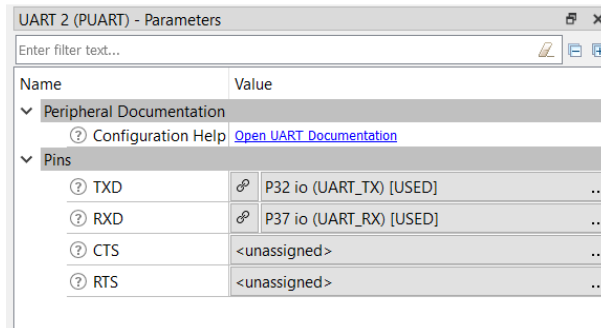 UART 2 (PUART) - Parameters
Enter filter text...
Name Value
Peripheral Documentation
Configuration Help Open UART Documentation
Pins
TXD P32 io (UART_TX) [USED] ..
RXD P37 io (UART_RX) [USED] ..
CTS <unassigned> ..
RTS <unassigned> ..